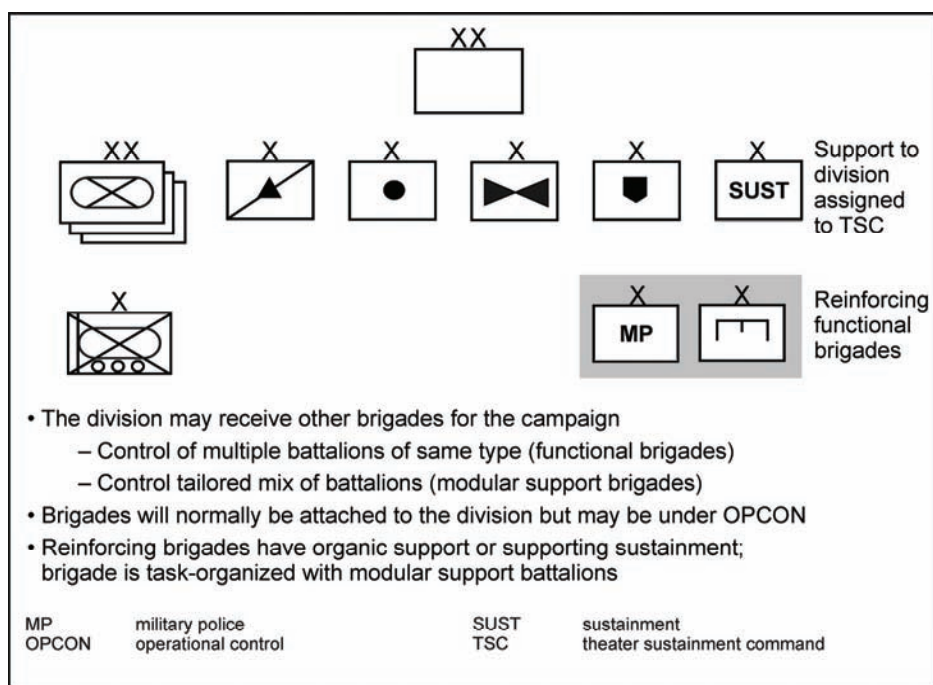 XX
XX X X X X X
SUST
Support to
division
assigned
to TSC
X
X X
MP
Reinforcing
functional
brigades
• The division may receive other brigades for the campaign
– Control of multiple battalions of same type (functional brigades)
– Control tailored mix of battalions (modular support brigades)
• Brigades will normally be attached to the division but may be under OPCON
• Reinforcing brigades have organic support or supporting sustainment;
brigade is task-organized with modular support battalions
MP military police SUST sustainment
OPCON operational control TSC theater sustainment command